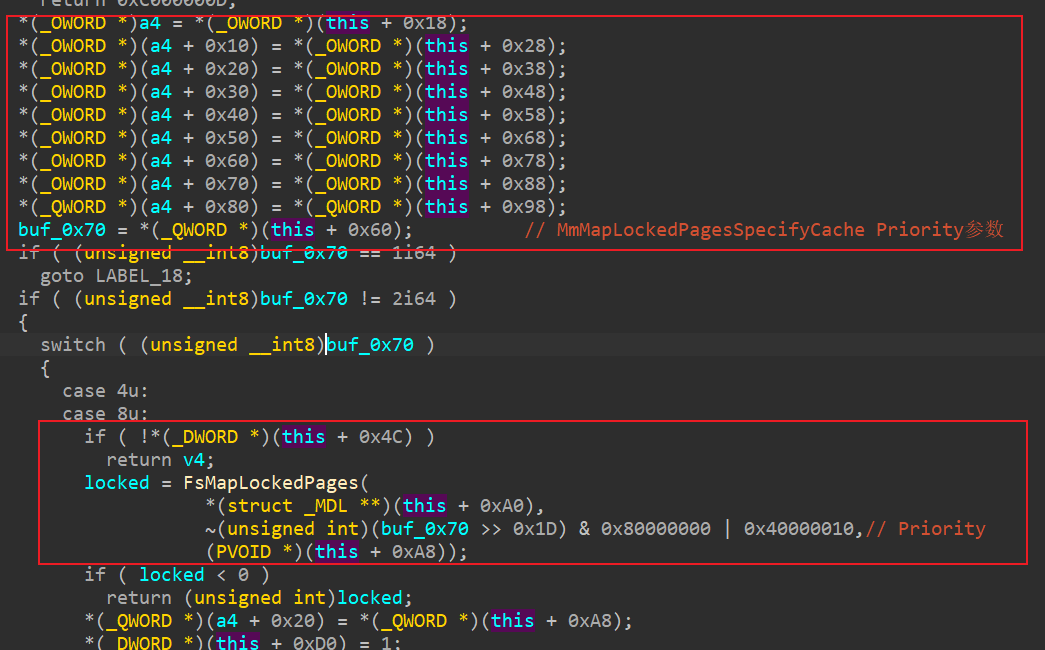 return 0xC000000D;
*(_OWORD *)a4 = *(_OWORD *)(this + 0x18);
*(_OWORD *)(a4 + 0x10) = *(_OWORD *)(this + 0x28);
*(_OWORD *)(a4 + 0x20) = *(_OWORD *)(this + 0x38);
*(_OWORD *)(a4 + 0x30) = *(_OWORD *)(this + 0x48);
*(_OWORD *)(a4 + 0x40) = *(_OWORD *)(this + 0x58);
*(_OWORD *)(a4 + 0x50) = *(_OWORD *)(this + 0x68);
*(_OWORD *)(a4 + 0x60) = *(_OWORD *)(this + 0x78);
*(_OWORD *)(a4 + 0x70) = *(_OWORD *)(this + 0x88);
*(_QWORD *)(a4 + 0x80) = *(_QWORD *)(this + 0x98);
buf_0x70 = *(_QWORD *)(this + 0x60); // MmMapLockedPagesSpecifyCache Priority参数
if ( (unsigned __int8)buf_0x70 == 1i64 )
goto LABEL_18;
if ( (unsigned __int8)buf_0x70 != 2i64 )
{
switch ( (unsigned __int8)buf_0x70 )
{
case 4u:
case 8u:
if ( !*(_DWORD *)(this + 0x4C) )
return v4;
locked = FsMapLockedPages(
*(struct _MDL **)(this + 0xA0),
~(unsigned int)(buf_0x70 >> 0x1D) & 0x80000000 | 0x40000010,// Priority
(PVOID *)(this + 0xA8));
if ( locked < 0 )
return (unsigned int)locked;
*(_QWORD *)(a4 + 0x20) = *(_QWORD *)(this + 0xA8);
*(_DWORD *)(this + 0xD0) = 1;